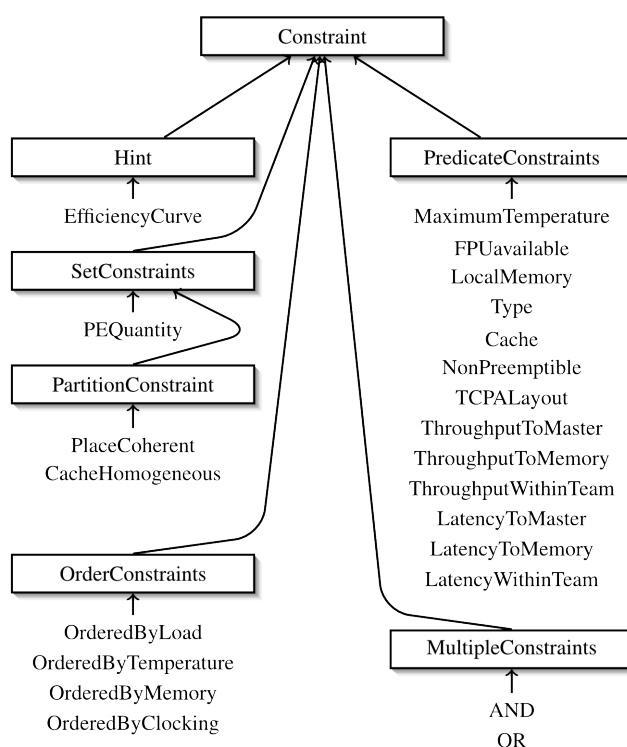 Constraint
Hint
EfficiencyCurve
SetConstraints
PEQuantity
PartitionConstraint
PlaceCoherent
CacheHomogeneous
OrderConstraints
OrderedByLoad
OrderedByTemperature
OrderedByMemory
OrderedByClocking
PredicateConstraints
MaximumTemperature
FPUavailable
LocalMemory
Type
Cache
NonPreemptible
TCPALayout
ThroughputToMaster
ThroughputToMemory
ThroughputWithinTeam
LatencyToMaster
LatencyToMemory
LatencyWithinTeam
MultipleConstraints
AND
OR